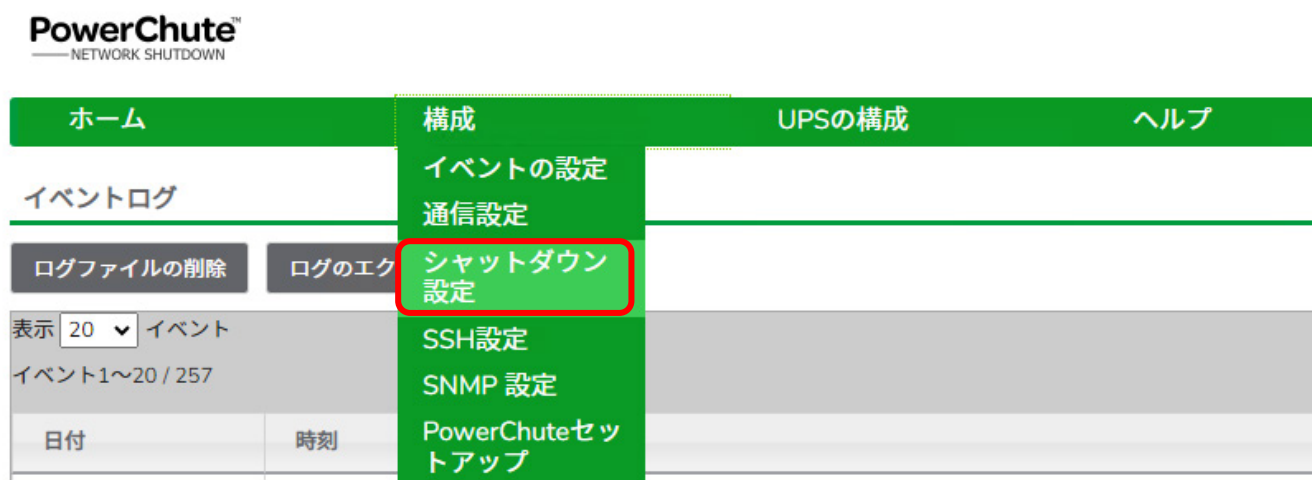 PowerChute™
NETWORK SHUTDOWN
ホーム 構成 UPSの構成 ヘルプ
イベントの設定
通信設定
シャットダウン
設定
SSH設定
SNMP 設定
PowerChuteセッ
トアップ
イベントログ
ログファイルの削除 ログのエク
表示 20 イベント
イベント1〜20 / 257
日付 時刻